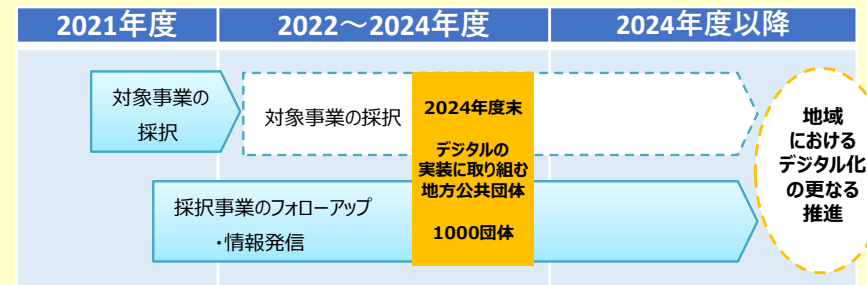 2021年度
2022～2024年度
2024年度以降
対象事業の
採択
対象事業の採択
2024年度末
デジタルの
実装に取り組む
地方公共団体
1000団体
採択事業のフォローアップ
・情報発信
地域
における
デジタル化
の更なる
推進